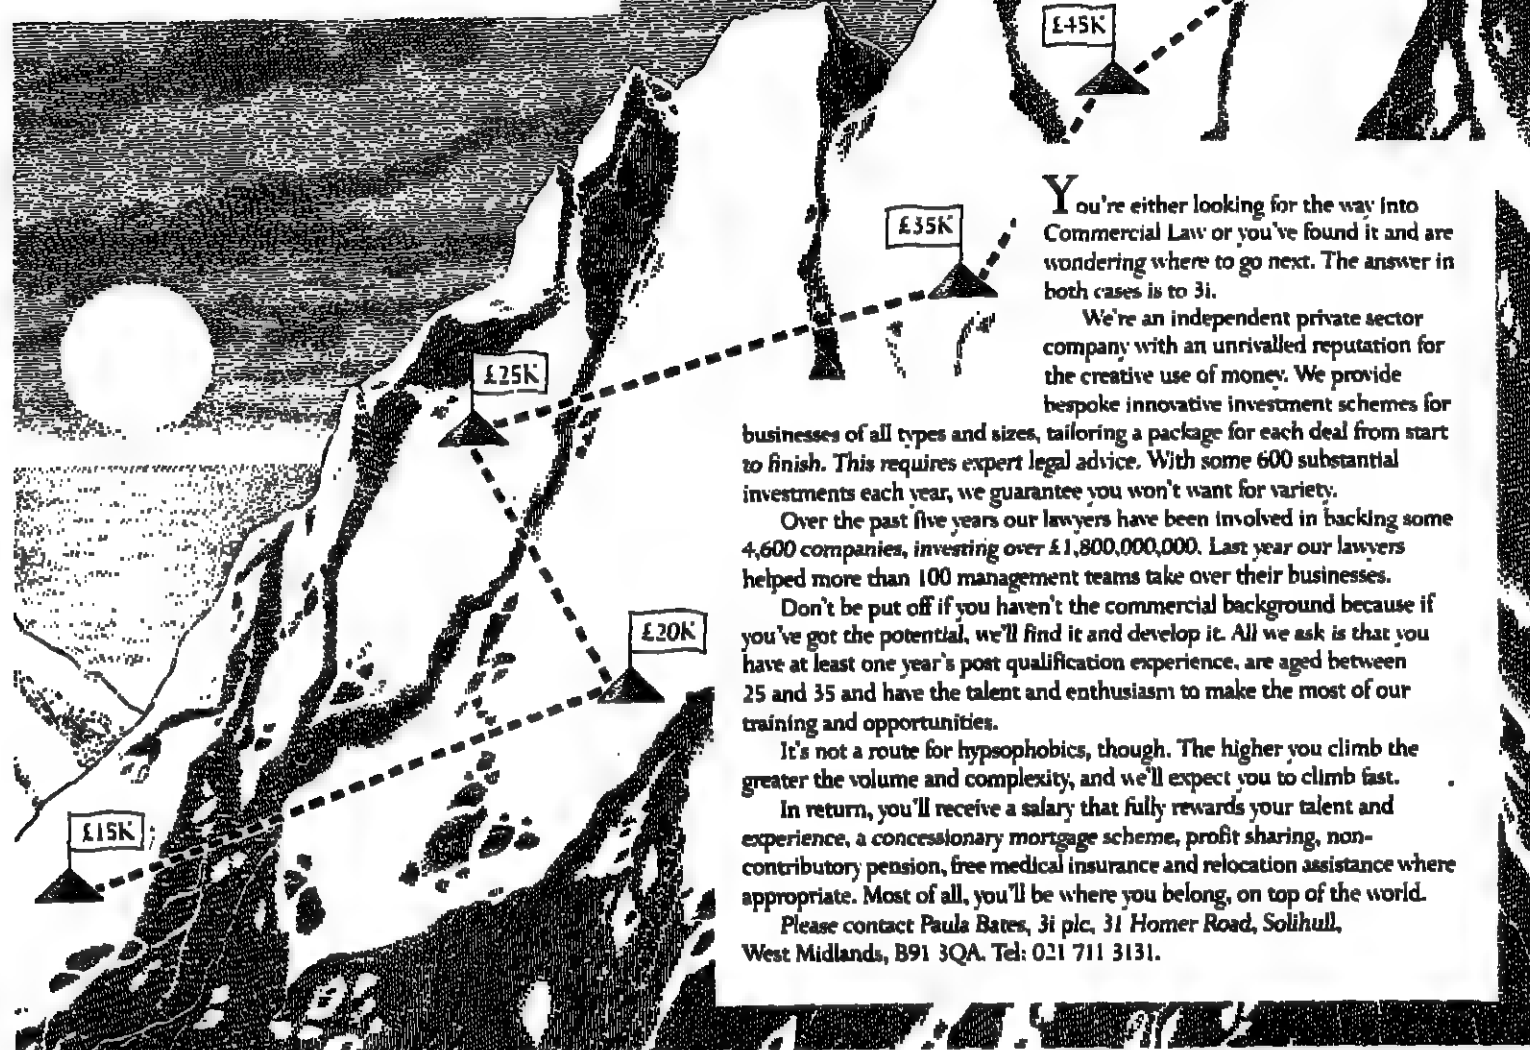 £45K
£35K
£25K
£20K
£15K
You're either looking for the way into
Commercial Law or you've found it and are
wondering where to go next. The answer in
both cases is to 3i.
We're an independent private sector
company with an unrivalled reputation for
the creative use of money. We provide
bespoke innovative investment schemes for
businesses of all types and sizes, tailoring a package for each deal from start
to finish. This requires expert legal advice. With some 600 substantial
investments each year, we guarantee you won't want for variety.
Over the past five years our lawyers have been involved in backing some
4,600 companies, investing over £1,800,000,000. Last year our lawyers
helped more than 100 management teams take over their businesses.
Don't be put off if you haven't the commercial background because if
you've got the potential, we'll find it and develop it. All we ask is that you
have at least one year's post qualification experience, are aged between
25 and 35 and have the talent and enthusiasm to make the most of our
training and opportunities.
It's not a route for hypsophobics, though. The higher you climb the
greater the volume and complexity, and we'll expect you to climb fast.
In return, you'll receive a salary that fully rewards your talent and
experience, a concessionary mortgage scheme, profit sharing, non-
contributory pension, free medical insurance and relocation assistance where
appropriate. Most of all, you'll be where you belong, on top of the world.
Please contact Paula Bates, 3i plc, 31 Homer Road, Solihull,
West Midlands, B91 3QA. Tel: 021 711 3131.